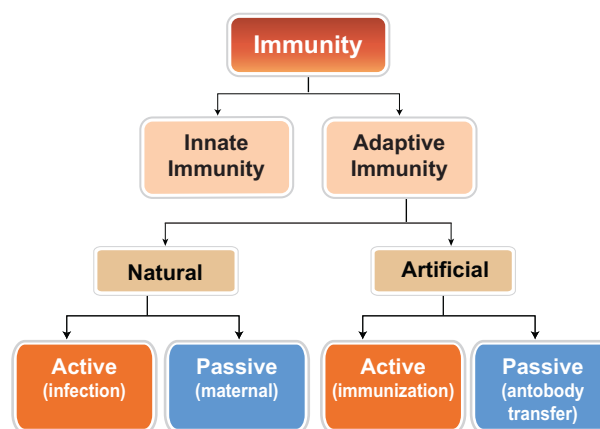 Immunity
Innate
Immunity
Adaptive
Immunity
Natural
Artificial
Active
(infection)
Passive
(maternal)
Active
(immunization)
Passive
(antobody
transfer)